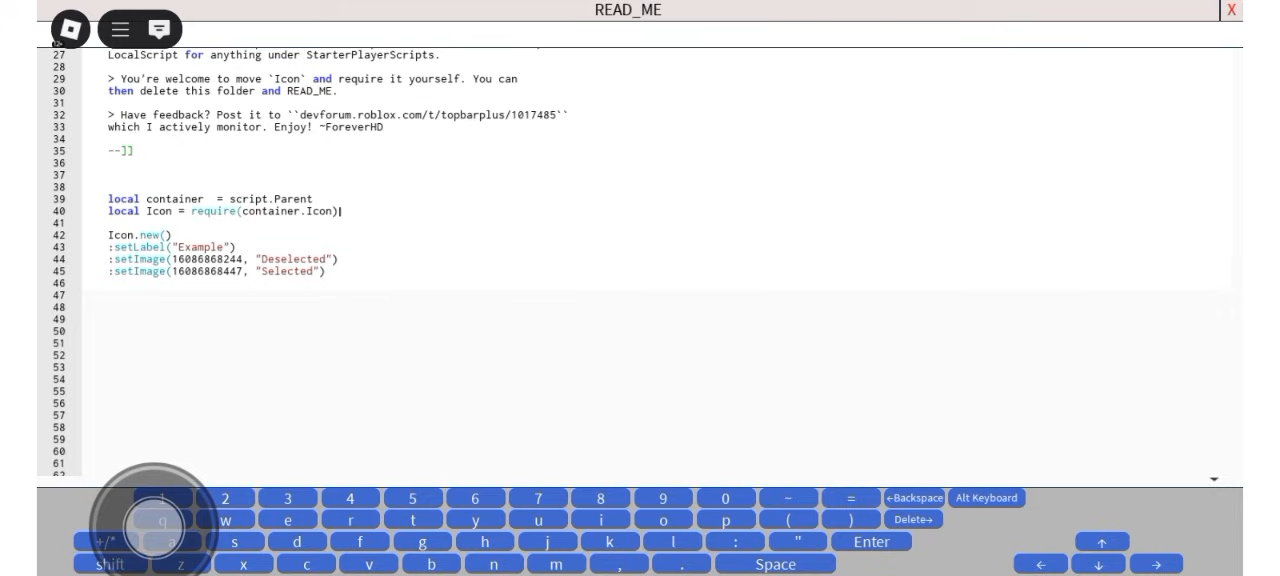 READ_ME
X
27 LocalScript for anything under StarterPlayerScripts.
28
29 > You're welcome to move `Icon` and require it yourself. You can
30 then delete this folder and READ_ME.
31
32 > Have feedback? Post it to ``devforum.roblox.com/t/topbarplus/1017485``
33 which I actively monitor. Enjoy! ~ForeverHD
34
35 --]]
36
37
38
39 local container  = script.Parent
40 local Icon = require(container.Icon)
41
42 Icon.new()
43 :setLabel("Example")
44 :setImage(16086868244, "Deselected")
45 :setImage(16086868447, "Selected")
46
47
48
49
50
51
52
53
54
55
56
57
58
59
60
61
1 2 3 4 5 6 7 8 9 0 ~ = ←Backspace Alt Keyboard
q w e r t y u i o p ( ) Delete→
+/* a s d f g h j k l : " Enter ↑
shift z x c v b n m , . Space ← ↓ →